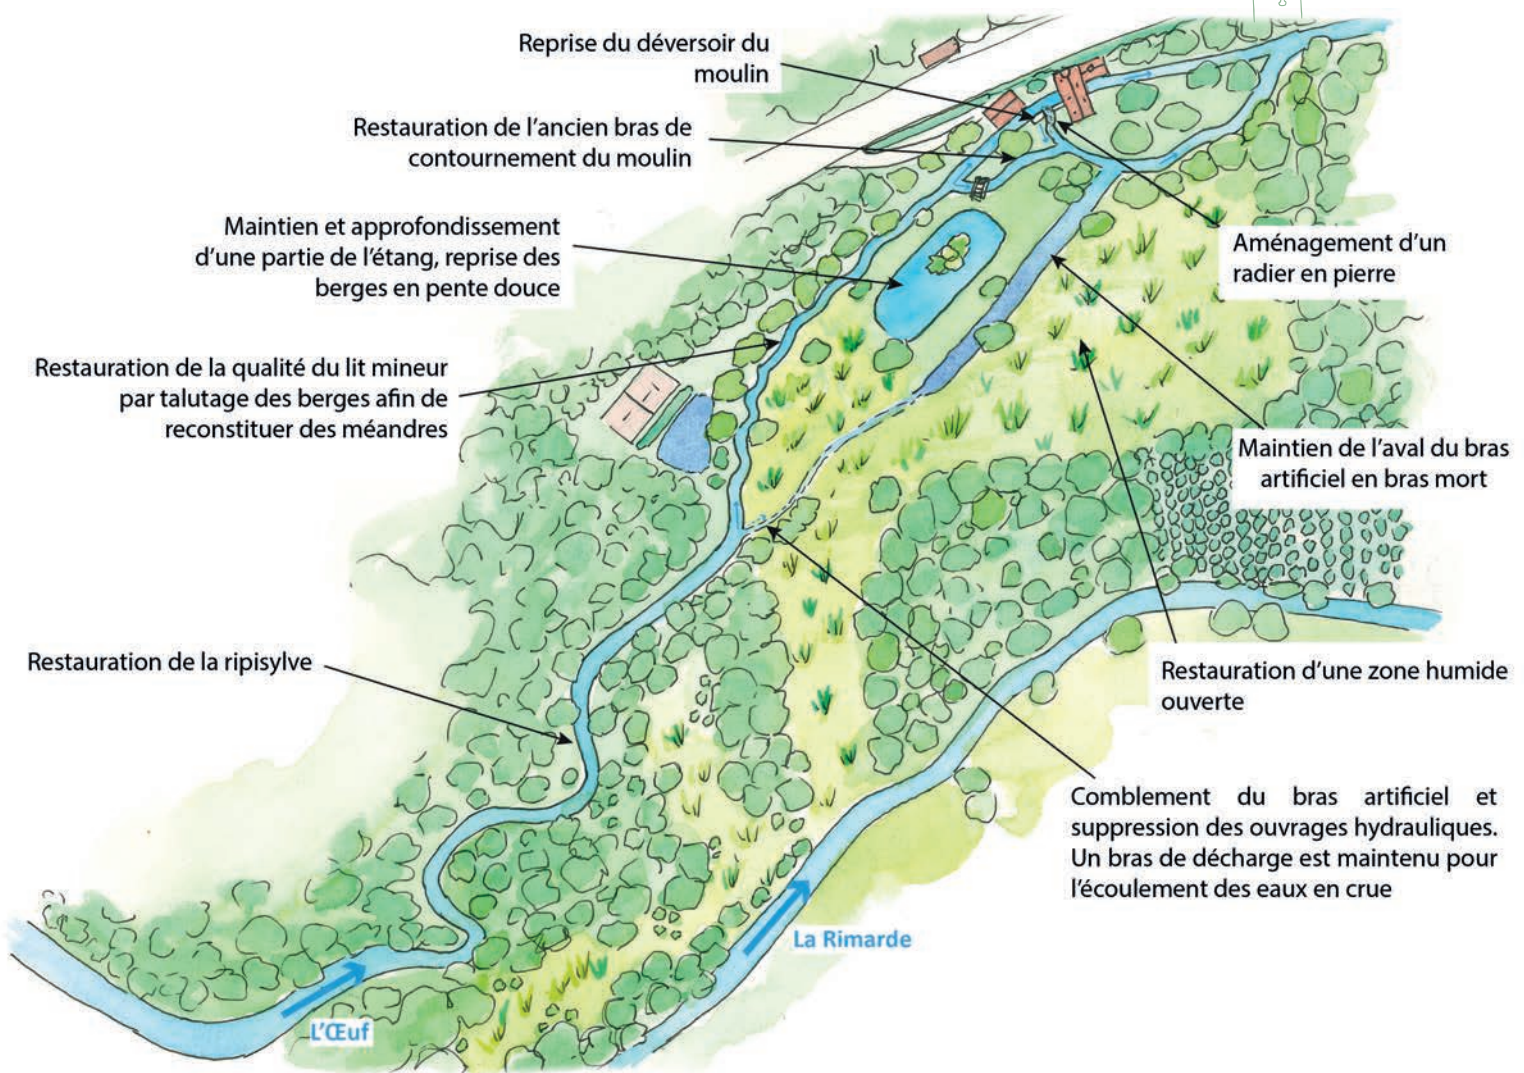 Reprise du déversoir du
moulin
Restauration de l'ancien bras de
contournement du moulin
Maintien et approfondissement
d'une partie de l'étang, reprise des
berges en pente douce
Aménagement d'un
radier en pierre
Restauration de la qualité du lit mineur
par talutage des berges afin de
reconstituer des méandres
Maintien de l'aval du bras
artificiel en bras mort
Restauration de la ripisylve
Restauration d'une zone humide
ouverte
Comblement du bras artificiel et
suppression des ouvrages hydrauliques.
Un bras de décharge est maintenu pour
l'écoulement des eaux en crue
La Rimarde
L'Œuf